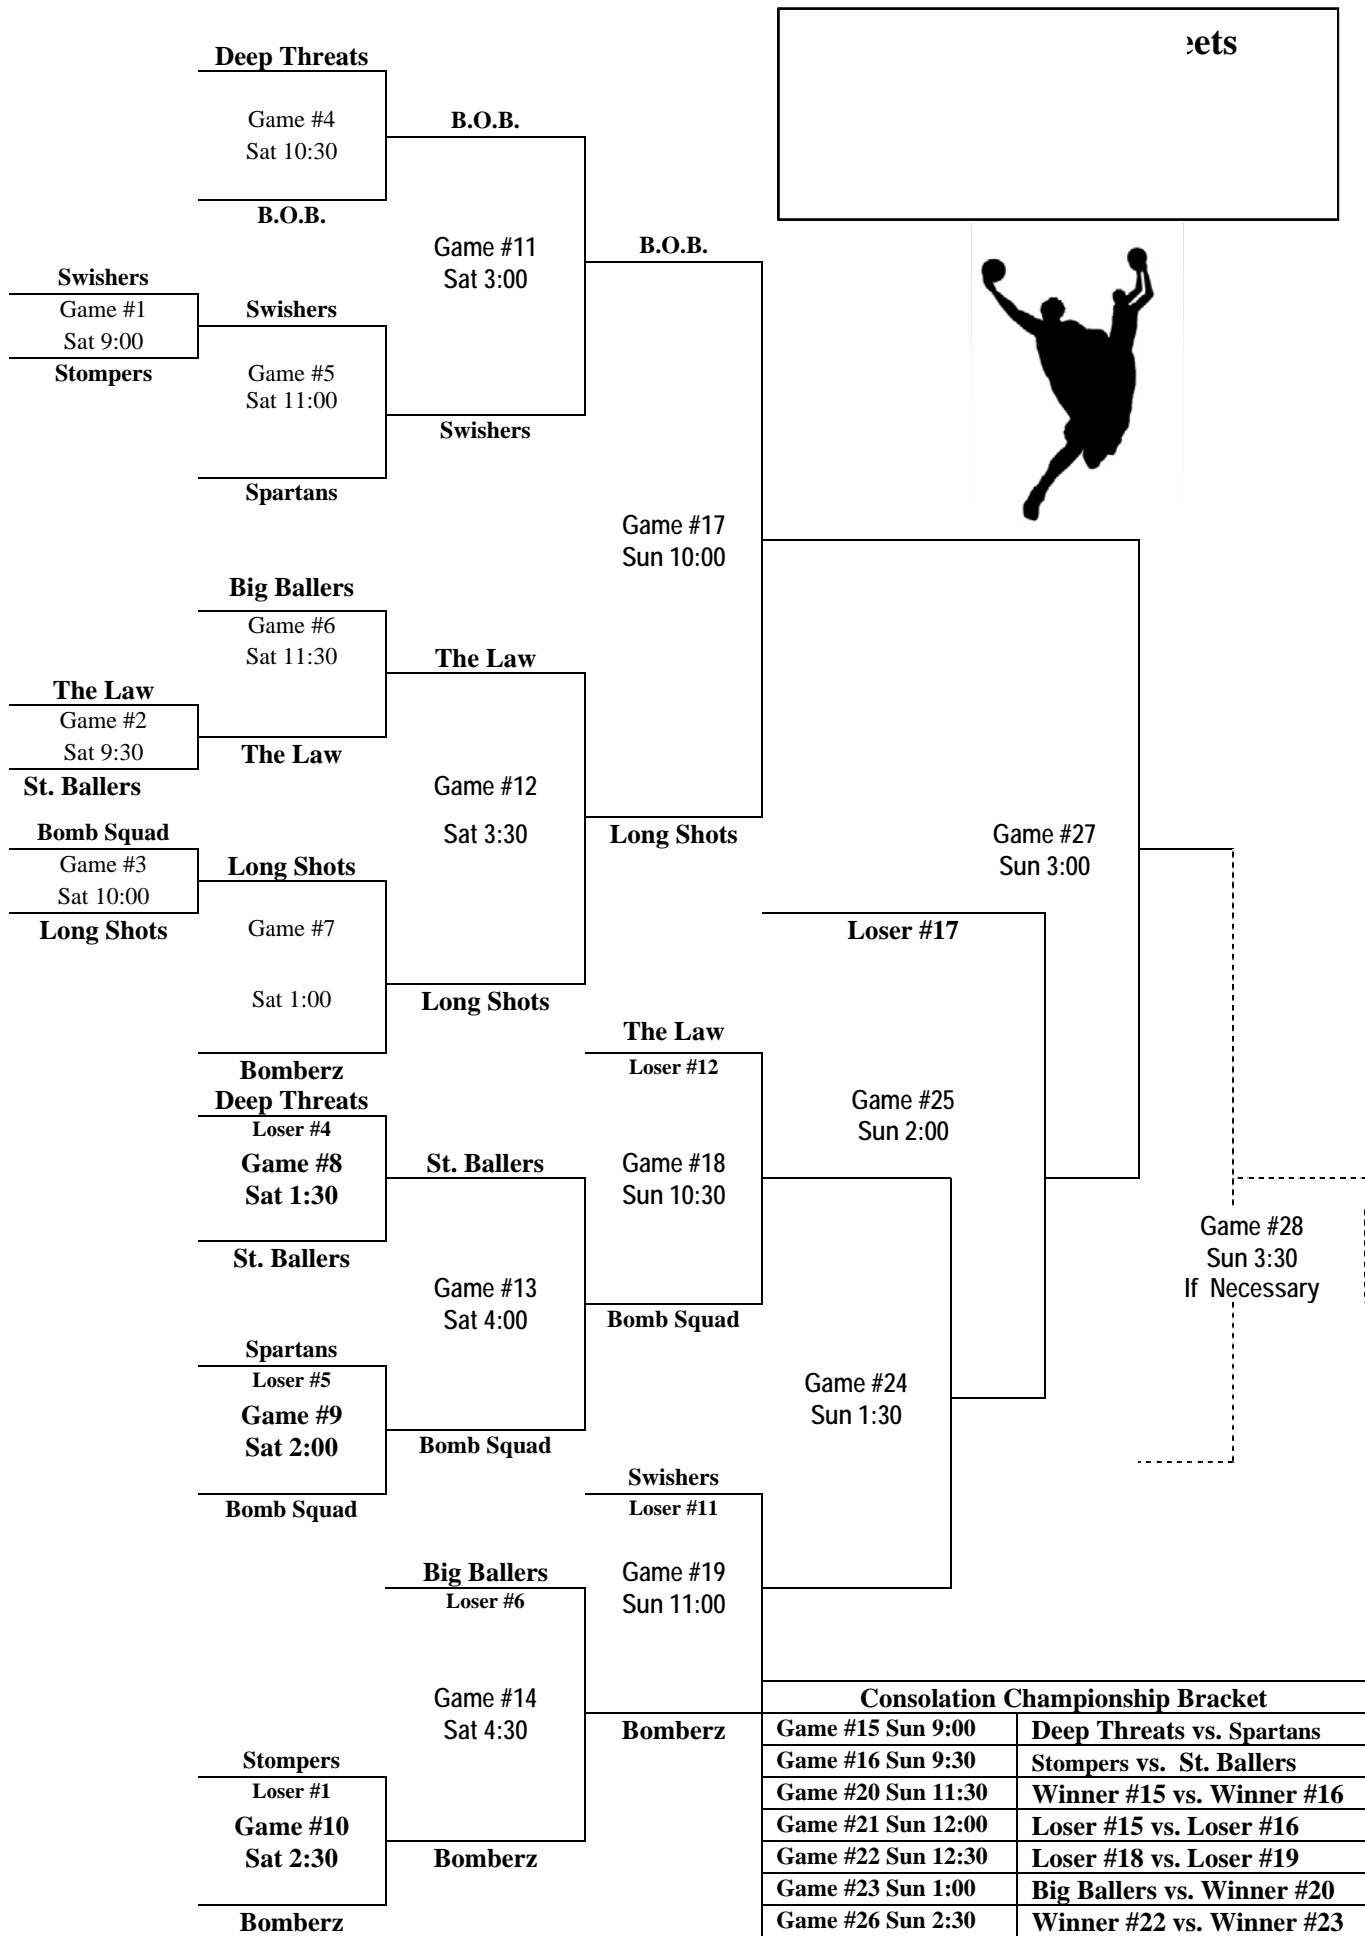 eets
Deep Threats
Game #4
Sat 10:30
B.O.B.
B.O.B.
Game #11
Sat 3:00
B.O.B.
Swishers
Game #1
Sat 9:00
Stompers
Swishers
Game #5
Sat 11:00
Swishers
Spartans
Game #17
Sun 10:00
Big Ballers
Game #6
Sat 11:30
The Law
The Law
Game #2
Sat 9:30
The Law
St. Ballers
Game #12
Sat 3:30
Long Shots
Bomb Squad
Game #3
Sat 10:00
Long Shots
Long Shots
Game #7
Sat 1:00
Long Shots
Bomberz
Game #27
Sun 3:00
Loser #17
The Law
Loser #12
Deep Threats
Loser #4
Game #8
Sat 1:30
St. Ballers
St. Ballers
Game #18
Sun 10:30
Game #25
Sun 2:00
Game #28
Sun 3:30
If Necessary
Game #13
Sat 4:00
Bomb Squad
Spartans
Loser #5
Game #9
Sat 2:00
Bomb Squad
Bomb Squad
Game #24
Sun 1:30
Swishers
Loser #11
Big Ballers
Loser #6
Game #19
Sun 11:00
Game #14
Sat 4:30
Bomberz
Stompers
Loser #1
Game #10
Sat 2:30
Bomberz
Bomberz
Consolation Championship Bracket
Game #15 Sun 9:00 Deep Threats vs. Spartans
Game #16 Sun 9:30 Stompers vs. St. Ballers
Game #20 Sun 11:30 Winner #15 vs. Winner #16
Game #21 Sun 12:00 Loser #15 vs. Loser #16
Game #22 Sun 12:30 Loser #18 vs. Loser #19
Game #23 Sun 1:00 Big Ballers vs. Winner #20
Game #26 Sun 2:30 Winner #22 vs. Winner #23